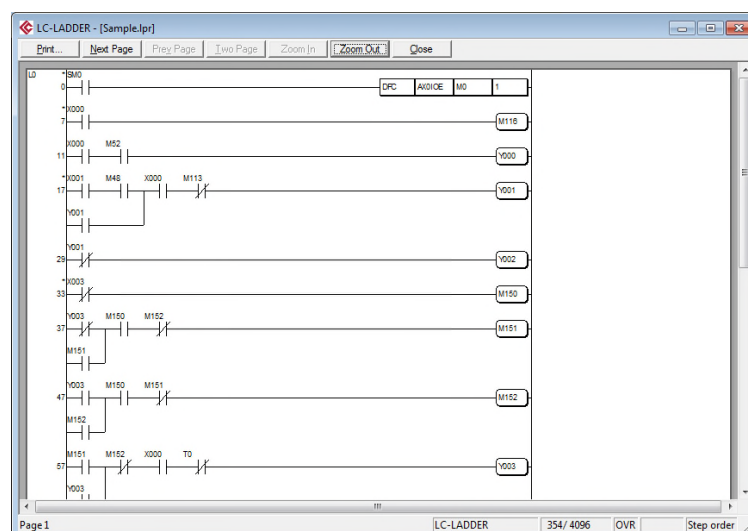 LC-LADDER - [Sample.lpr]
Print... Next Page Prev Page Two Page Zoom In Zoom Out Close
L0 *SM0
0 DFC AX0IOE M0 1
*X000
7 M116
X000 M52
11 Y000
*X001 M48 X000 M113
17 Y001
Y001
Y001
29 Y002
*X003
33 M150
Y003 M150 M152
37 M151
M151
Y003 M150 M151
47 M152
M152
M151 M152 X000 T0
57 Y003
Y003
Page 1 LC-LADDER 354/ 4096 OVR Step order